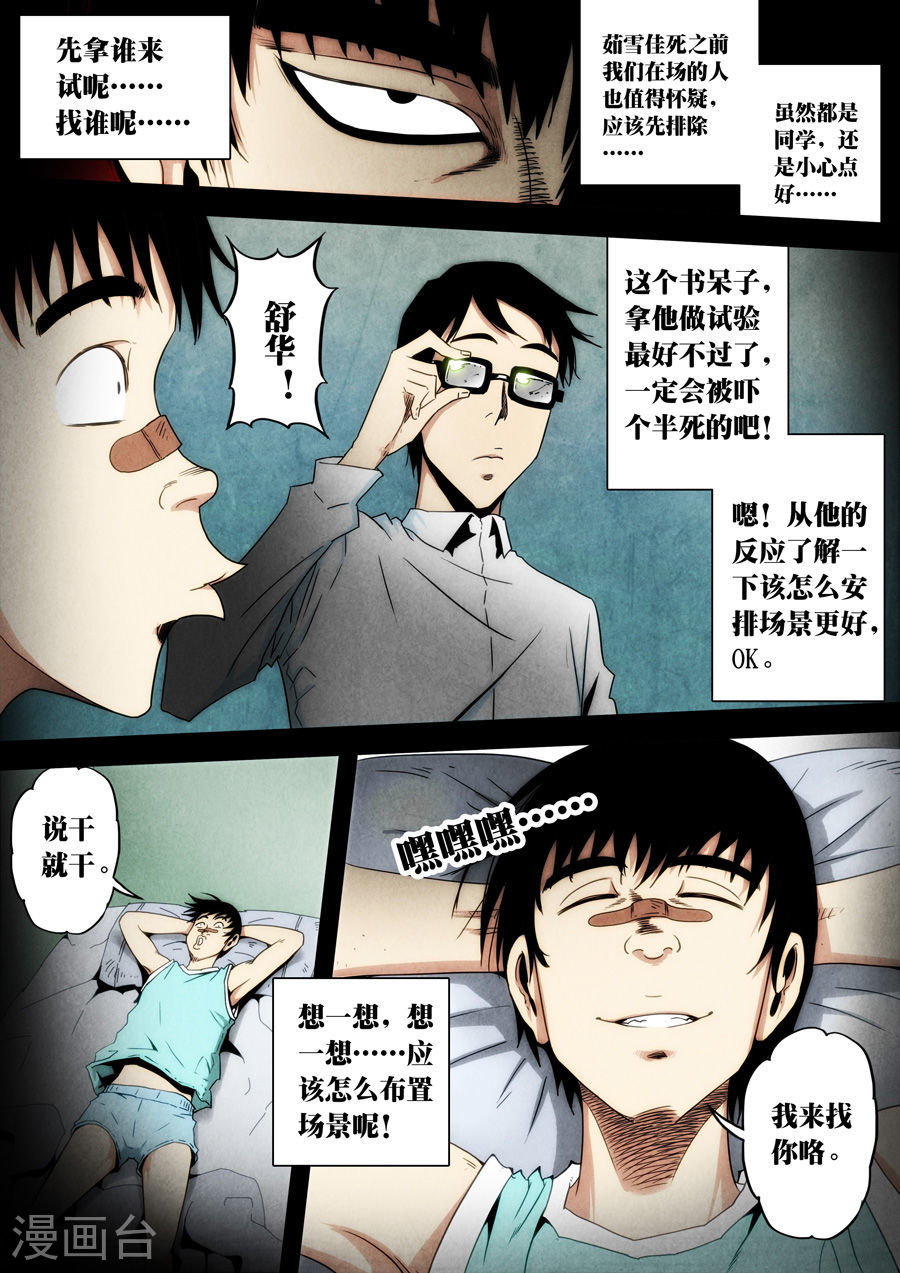 先拿谁来
试呢……
找谁呢……
茹雪佳死之前
我们在场的人
也值得怀疑，
应该先排除
……
虽然都是
同学，还
是小心点
好……
舒华！
这个书呆子，
拿他做试验
最好不过了，
一定会被吓
个半死的吧！
嗯！从他的
反应了解一
下该怎么安
排场景更好，
OK。
说干
就干。
嘿嘿嘿……
想一想，想
一想……应
该怎么布置
场景呢！
我来找
你咯。
漫画台